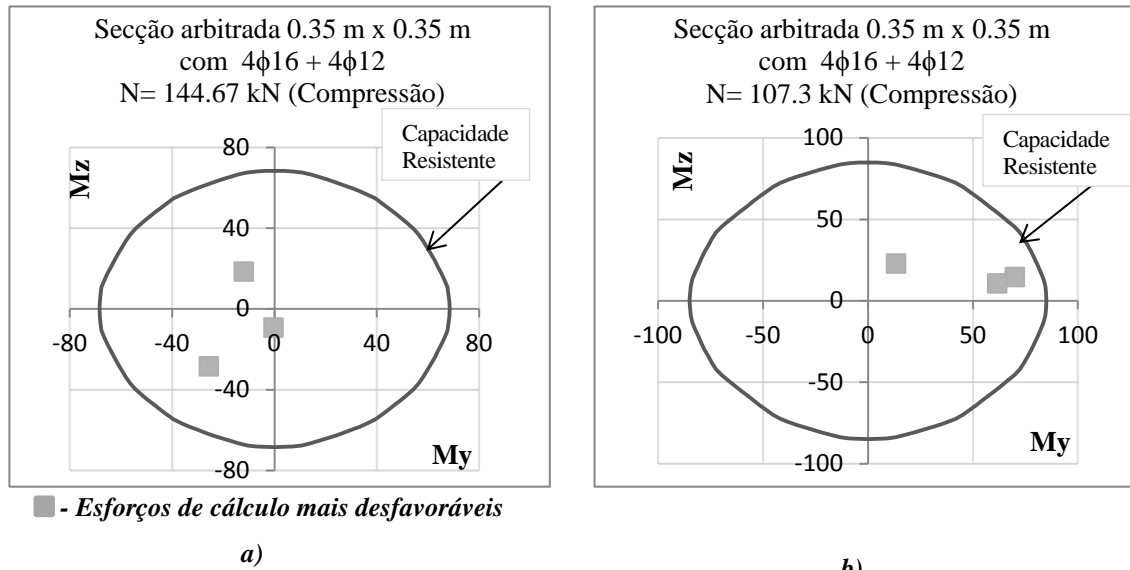 Secção arbitrada 0.35 m x 0.35 m
com 4ϕ16 + 4ϕ12
N= 144.67 kN (Compressão)
Capacidade
Resistente
Mz
80
40
0
-40
-80
-80
-40
0
40
80
My
Secção arbitrada 0.35 m x 0.35 m
com 4ϕ16 + 4ϕ12
N= 107.3 kN (Compressão)
Capacidade
Resistente
Mz
100
50
0
-50
-100
-100
-50
0
50
100
My
- Esforços de cálculo mais desfavoráveis
a)
b)